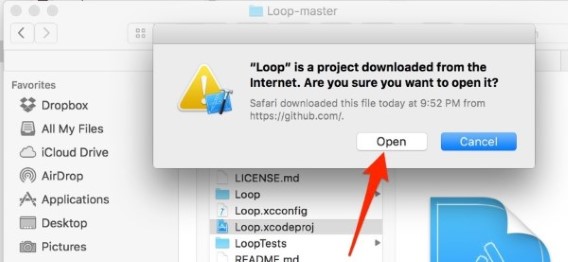 Loop-master
"Loop" is a project downloaded from the
Internet. Are you sure you want to open it?
Safari downloaded this file today at 9:52 PM from
https://github.com/.
Open
Cancel
Favorites
Dropbox
All My Files
iCloud Drive
AirDrop
Applications
Desktop
Pictures
LICENSE.md
Loop
Loop.xcconfig
Loop.xcodeproj
LoopTests
README.md